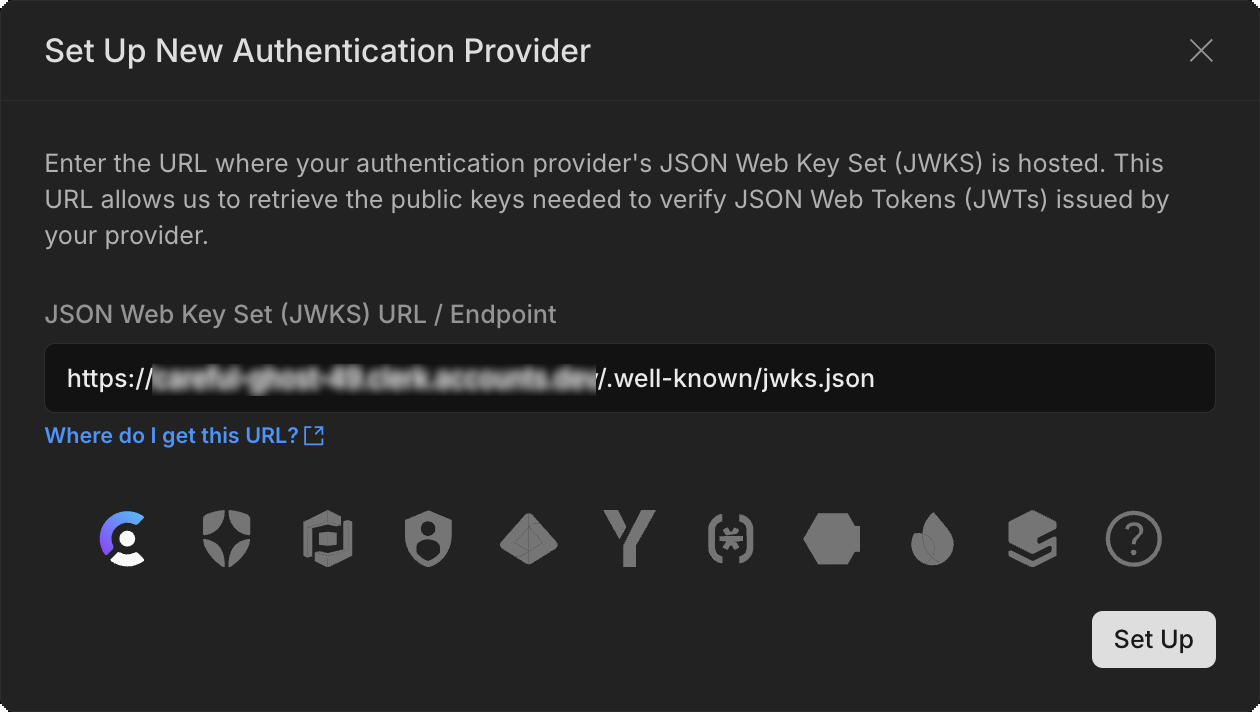 Set Up New Authentication Provider
Enter the URL where your authentication provider's JSON Web Key Set (JWKS) is hosted. This
URL allows us to retrieve the public keys needed to verify JSON Web Tokens (JWTs) issued by
your provider.
JSON Web Key Set (JWKS) URL / Endpoint
https:// /.well-known/jwks.json
Where do I get this URL?
Set Up